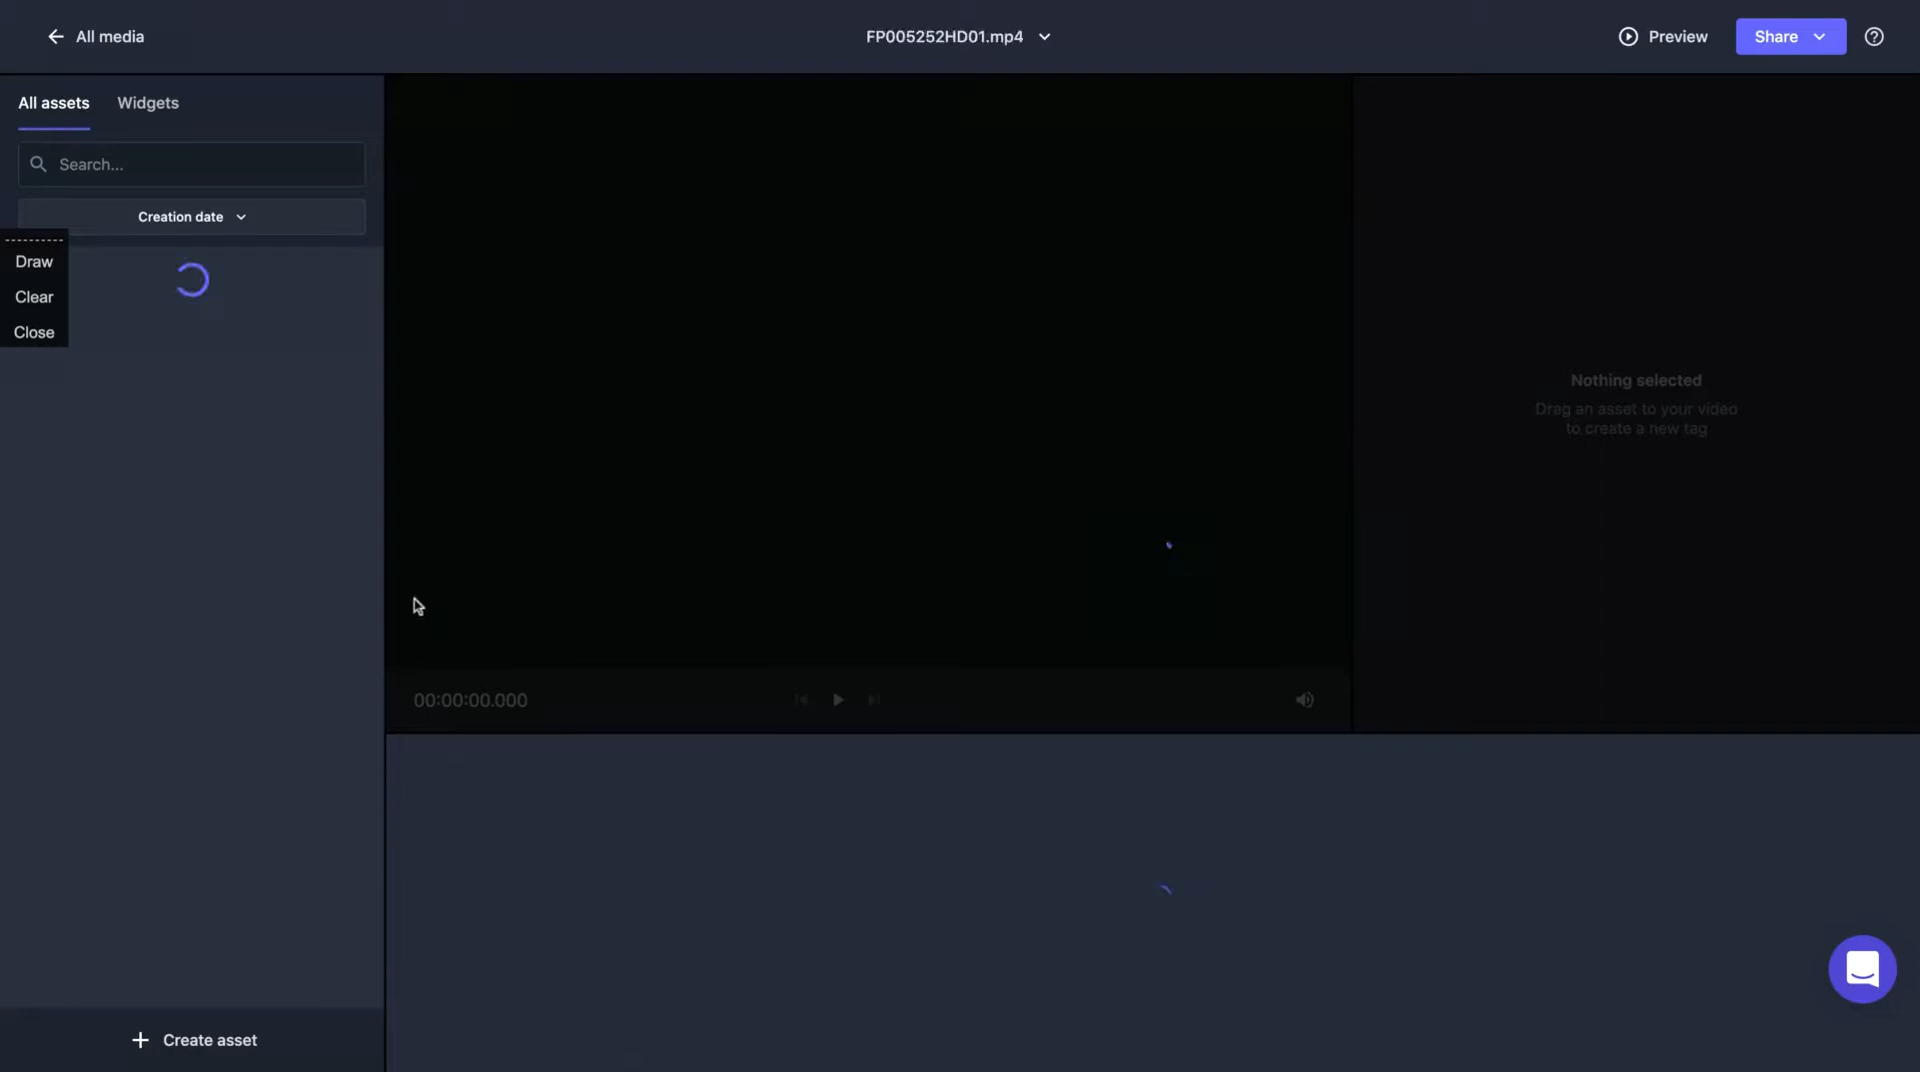 All media
FP005252HD01.mp4
Preview
Share
All assets
Widgets
Search...
Creation date
Draw
Clear
Close
Nothing selected
Drag an asset to your video
to create a new tag
00:00:00.000
Create asset